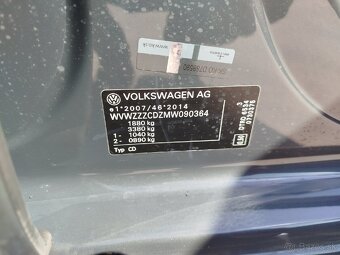 VOLKSWAGEN AG
e1*2007/46*2014
WVWZZZCDZMW090364
1880 kg
3380 kg
1- 1040 kg
2- 0890 kg
Typ CD